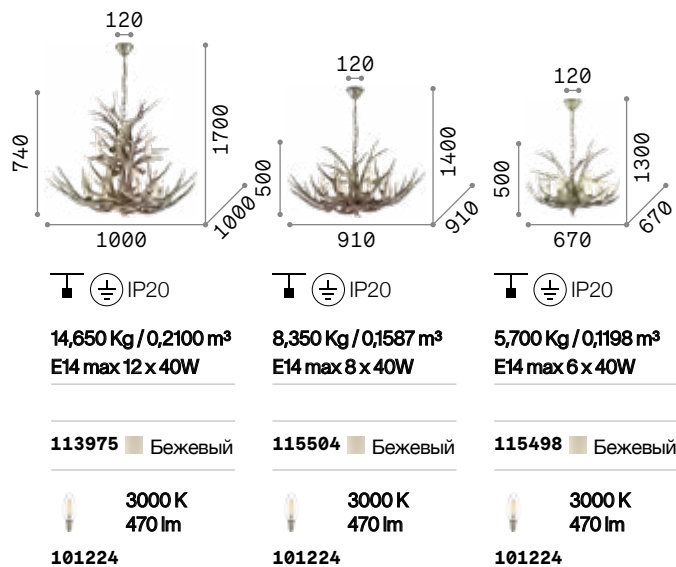 120
740
1700
1000
1000
120
500
1400
910
910
120
500
1300
670
670
IP20
14,650 Kg / 0,2100 m³
E14 max 12 x 40W
113975 Бежевый
3000 K
470 lm
101224
IP20
8,350 Kg / 0,1587 m³
E14 max 8 x 40W
115504 Бежевый
3000 K
470 lm
101224
IP20
5,700 Kg / 0,1198 m³
E14 max 6 x 40W
115498 Бежевый
3000 K
470 lm
101224